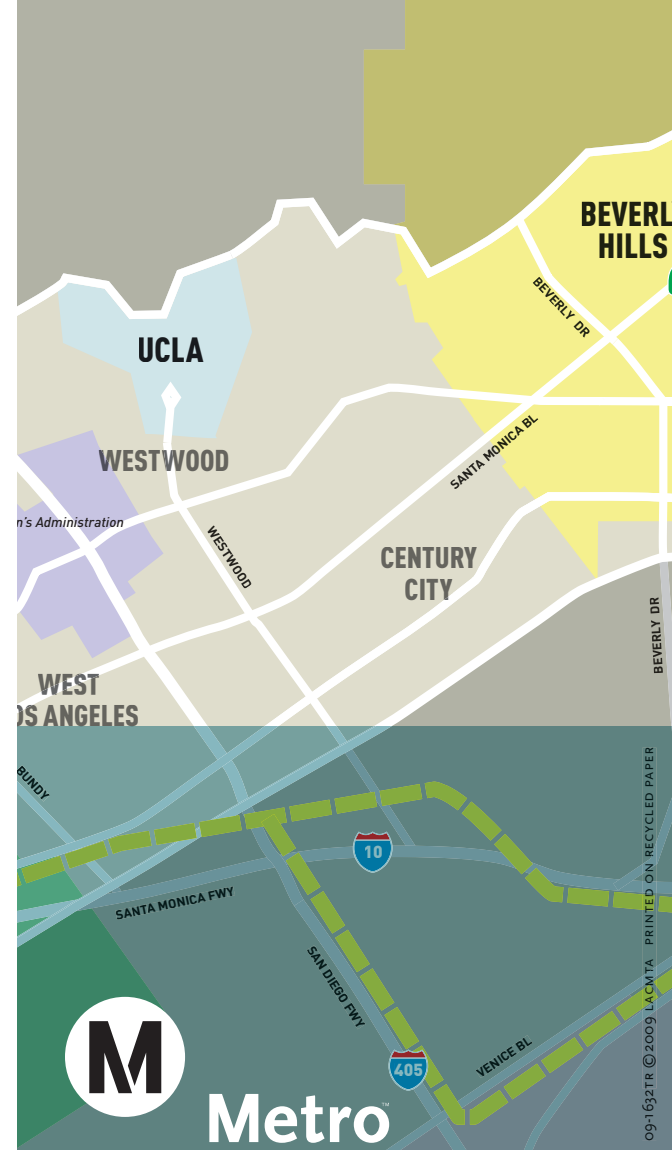 BEVERL
HILLS
BEVERLY DR
UCLA
SANTA MONICA BL
WESTWOOD
n's Administration
WESTWOOD
CENTURY
CITY
BEVERLY DR
WEST
OS ANGELES
BUNDY
10
SANTA MONICA FWY
SAN DIEGO FWY
405
VENICE BL
M
Metro™
09-1632TR ©2009 LACMTA PRINTED ON RECYCLED PAPER